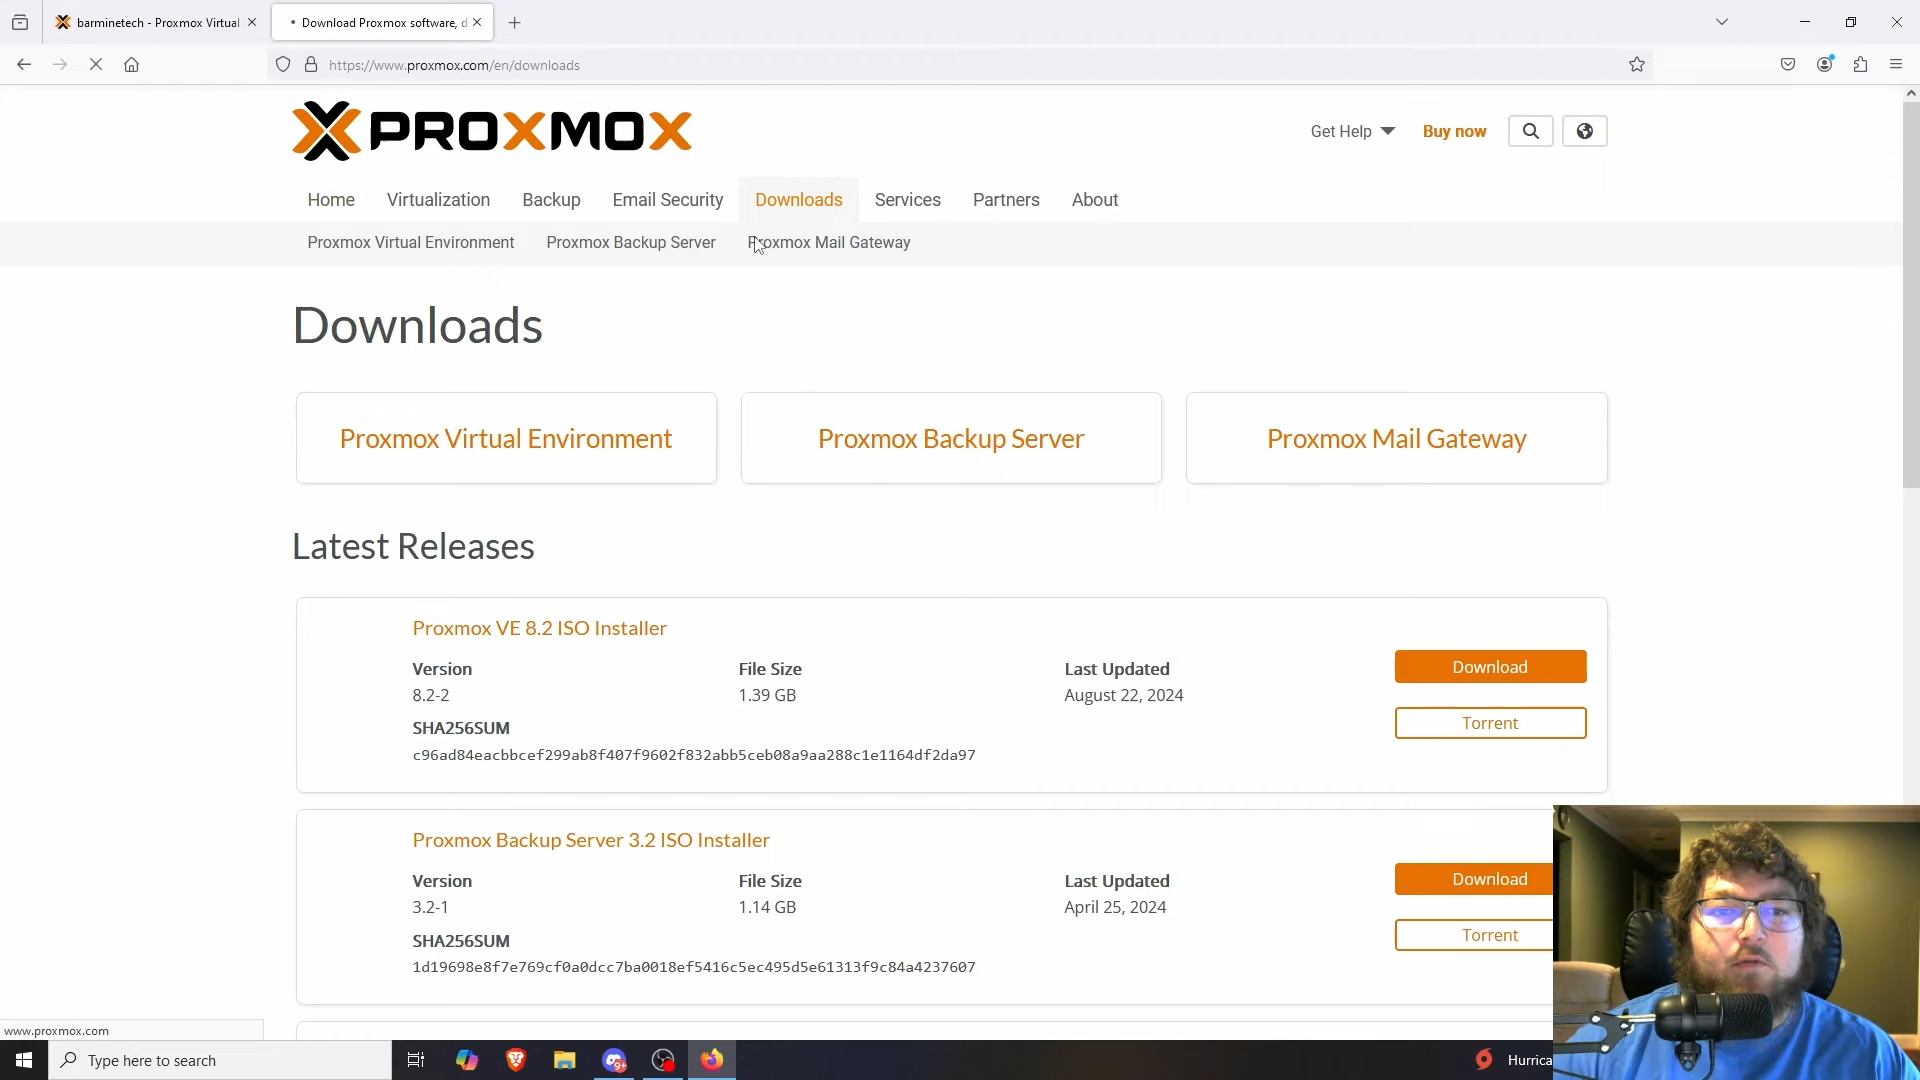 barminetech - Proxmox Virtual
Download Proxmox software, d
https://www.proxmox.com/en/downloads
PROXMOX
Get Help
Buy now
Home
Virtualization
Backup
Email Security
Downloads
Services
Partners
About
Proxmox Virtual Environment
Proxmox Backup Server
Proxmox Mail Gateway
Downloads
Proxmox Virtual Environment
Proxmox Backup Server
Proxmox Mail Gateway
Latest Releases
Proxmox VE 8.2 ISO Installer
Version
File Size
Last Updated
Download
8.2-2
1.39 GB
August 22, 2024
SHA256SUM
Torrent
c96ad84eacbbcef299ab8f407f9602f832abb5ceb08a9aa288c1e1164df2da97
Proxmox Backup Server 3.2 ISO Installer
Version
File Size
Last Updated
Download
3.2-1
1.14 GB
April 25, 2024
SHA256SUM
Torrent
1d19698e8f7e769cf0a0dcc7ba0018ef5416c5ec495d5e61313f9c84a4237607
www.proxmox.com
Type here to search
9+
Hurrica